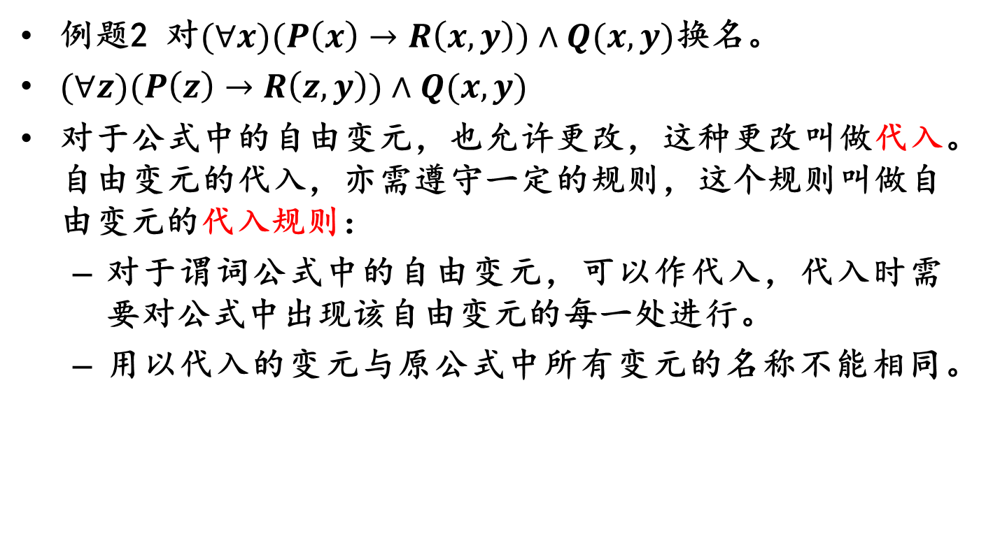 • 例题2 对(∀x)(P(x) → R(x,y)) ∧ Q(x,y)换名。
• (∀z)(P(z) → R(z,y)) ∧ Q(x,y)
• 对于公式中的自由变元，也允许更改，这种更改叫做代入。
自由变元的代入，亦需遵守一定的规则，这个规则叫做自
由变元的代入规则：
– 对于谓词公式中的自由变元，可以作代入，代入时需
要对公式中出现该自由变元的每一处进行。
– 用以代入的变元与原公式中所有变元的名称不能相同。